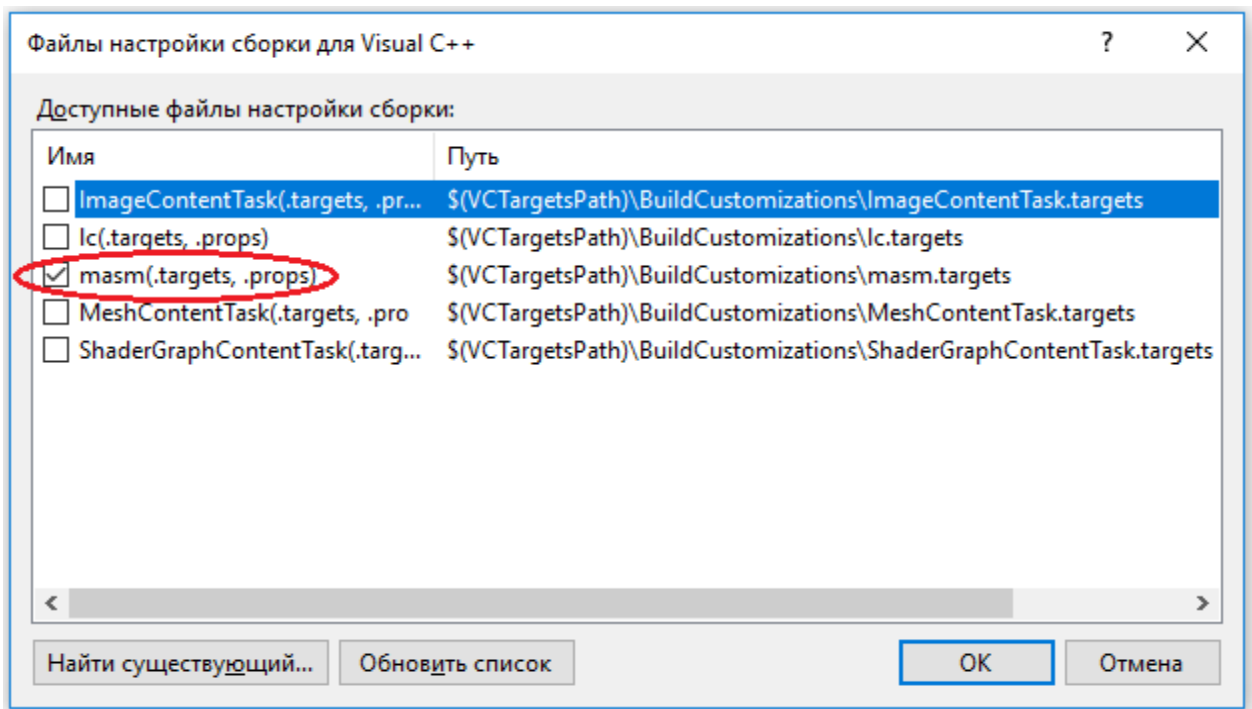 Файлы настройки сборки для Visual C++ ?
Доступные файлы настройки сборки:
Имя Путь
ImageContentTask(.targets, .pr... $(VCTargetsPath)\BuildCustomizations\ImageContentTask.targets
lc(.targets, .props) $(VCTargetsPath)\BuildCustomizations\lc.targets
masm(.targets, .props) $(VCTargetsPath)\BuildCustomizations\masm.targets
MeshContentTask(.targets, .pro $(VCTargetsPath)\BuildCustomizations\MeshContentTask.targets
ShaderGraphContentTask(.targ... $(VCTargetsPath)\BuildCustomizations\ShaderGraphContentTask.targets
Найти существующий... Обновить список OK Отмена